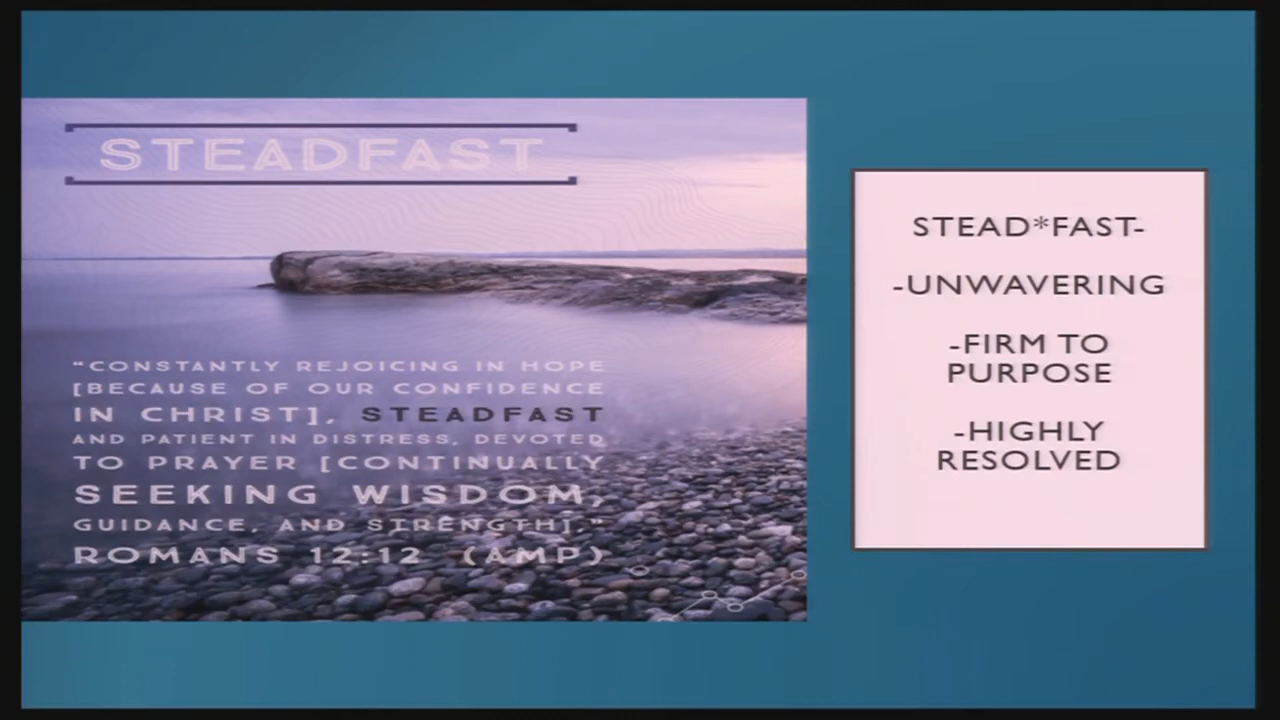 STEADFAST
"CONSTANTLY REJOICING IN HOPE
[BECAUSE OF OUR CONFIDENCE
IN CHRIST], STEADFAST
AND PATIENT IN DISTRESS, DEVOTED
TO PRAYER [CONTINUALLY
SEEKING WISDOM,
GUIDANCE, AND STRENGTH]."
ROMANS 12:12 (AMP)
STEAD*FAST-
-UNWAVERING
-FIRM TO
PURPOSE
-HIGHLY
RESOLVED